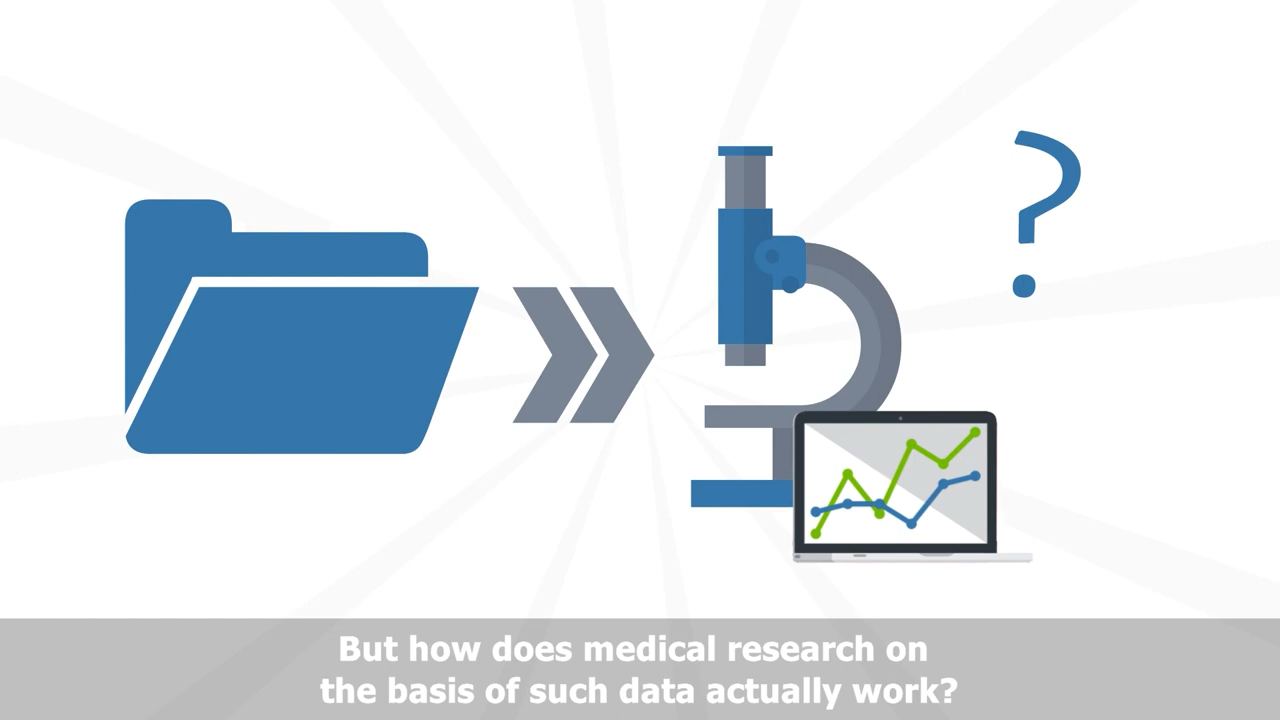 ?
But how does medical research on
the basis of such data actually work?